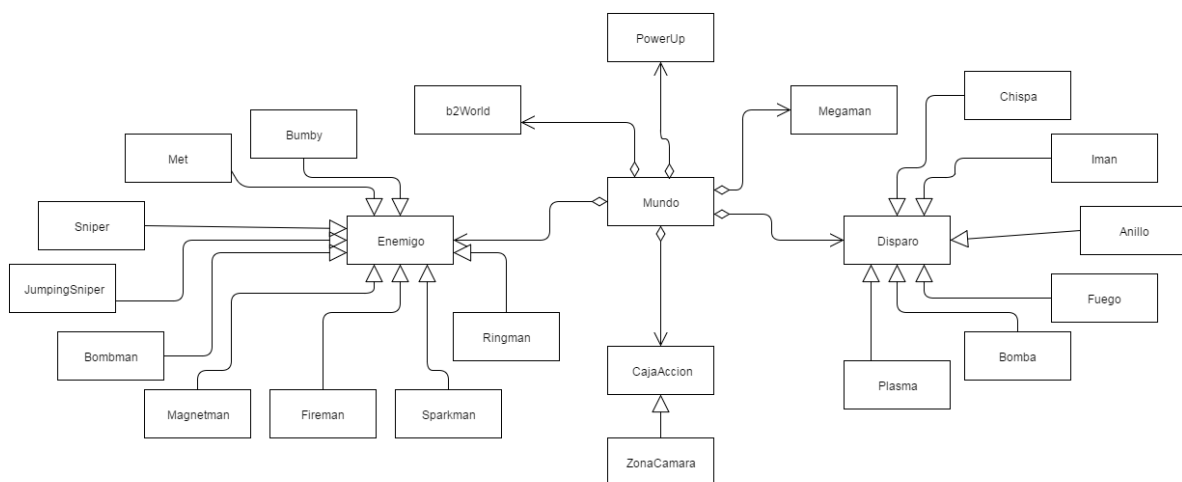 PowerUp
Chispa
Megaman
b2World
Bumby
Met
Iman
Mundo
Sniper
Enemigo
Disparo
Anillo
JumpingSniper
Fuego
Ringman
Bombman
Bomba
CajaAccion
Plasma
Magnetman
Fireman
Sparkman
ZonaCamara